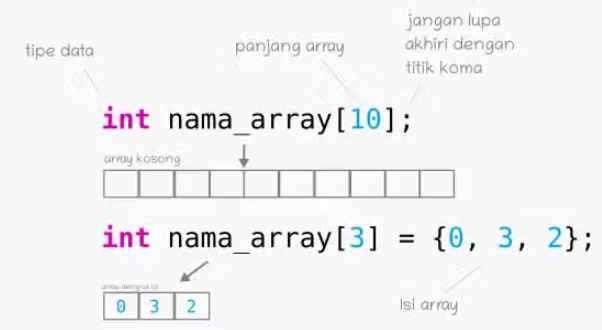 tipe data
panjang array
jangan lupa
akhiri dengan
titik koma
int nama_array[10];
array kosong
int nama_array[3] = {0, 3, 2};
array dengna isi
0 3 2
Isi array